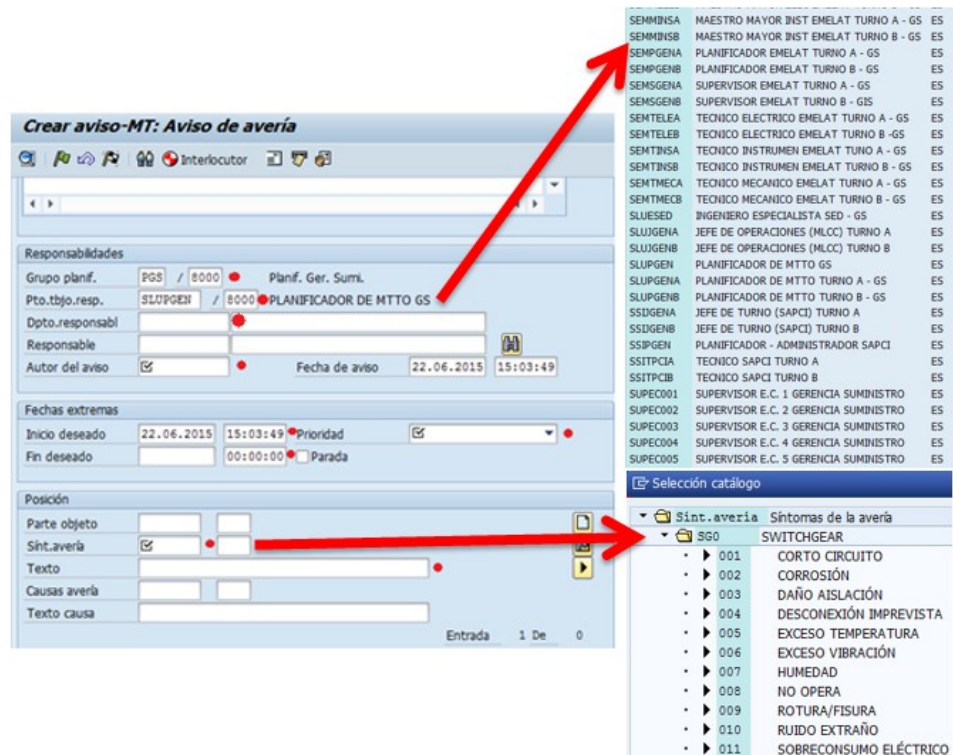 Crear aviso-MT: Aviso de avería
Interlocutor
Responsabilidades
Grupo planif. PGS / 8000 Planif. Ger. Sumi.
Pto.tbjo.resp. SLUPGEN / 8000 PLANIFICADOR DE MTTO GS
Dpto.responsabl
Responsable
Autor del aviso Fecha de aviso 22.06.2015 15:03:49
Fechas extremas
Inicio deseado 22.06.2015 15:03:49 Prioridad
Fin deseado 00:00:00 Parada
Posición
Parte objeto
Sínt.avería
Texto
Causas avería
Texto causa
Entrada 1 De 0
SEMMINSA MAESTRO MAYOR INST EMELAT TURNO A - GS ES
SEMMINSB MAESTRO MAYOR INST EMELAT TURNO B - GS ES
SEMPGENA PLANIFICADOR EMELAT TURNO A - GS ES
SEMPGENB PLANIFICADOR EMELAT TURNO B - GS ES
SEMSGENA SUPERVISOR EMELAT TURNO A - GS ES
SEMSGENB SUPERVISOR EMELAT TURNO B - GIS ES
SEMTELEA TECNICO ELECTRICO EMELAT TURNO A - GS ES
SEMTELEB TECNICO ELECTRICO EMELAT TURNO B -GS ES
SEMTINSA TECNICO INSTRUMEN EMELAT TUNO A - GS ES
SEMTINSB TECNICO INSTRUMEN EMELAT TURNO B - GS ES
SEMTMECA TECNICO MECANICO EMELAT TURNO A - GS ES
SEMTMECB TECNICO MECANICO EMELAT TURNO B - GS ES
SLUESED INGENIERO ESPECIALISTA SED - GS ES
SLUJGENA JEFE DE OPERACIONES (MLCC) TURNO A ES
SLUJGENB JEFE DE OPERACIONES (MLCC) TURNO B ES
SLUPGEN PLANIFICADOR DE MTTO GS ES
SLUPGENA PLANIFICADOR DE MTTO TURNO A - GS ES
SLUPGENB PLANIFICADOR DE MTTO TURNO B - GS ES
SSIJGENA JEFE DE TURNO (SAPCI) TURNO A ES
SSIJGENB JEFE DE TURNO (SAPCI) TURNO B ES
SSIPGEN PLANIFICADOR - ADMINISTRADOR SAPCI ES
SSITPCIA TECNICO SAPCI TURNO A ES
SSITPCIB TECNICO SAPCI TURNO B ES
SUPEC001 SUPERVISOR E.C. 1 GERENCIA SUMINISTRO ES
SUPEC002 SUPERVISOR E.C. 2 GERENCIA SUMINISTRO ES
SUPEC003 SUPERVISOR E.C. 3 GERENCIA SUMINISTRO ES
SUPEC004 SUPERVISOR E.C. 4 GERENCIA SUMINISTRO ES
SUPEC005 SUPERVISOR E.C. 5 GERENCIA SUMINISTRO ES
Selección catálogo
Sint.averia Síntomas de la avería
SG0 SWITCHGEAR
001 CORTO CIRCUITO
002 CORROSIÓN
003 DAÑO AISLACIÓN
004 DESCONEXIÓN IMPREVISTA
005 EXCESO TEMPERATURA
006 EXCESO VIBRACIÓN
007 HUMEDAD
008 NO OPERA
009 ROTURA/FISURA
010 RUIDO EXTRAÑO
011 SOBRECONSUMO ELÉCTRICO